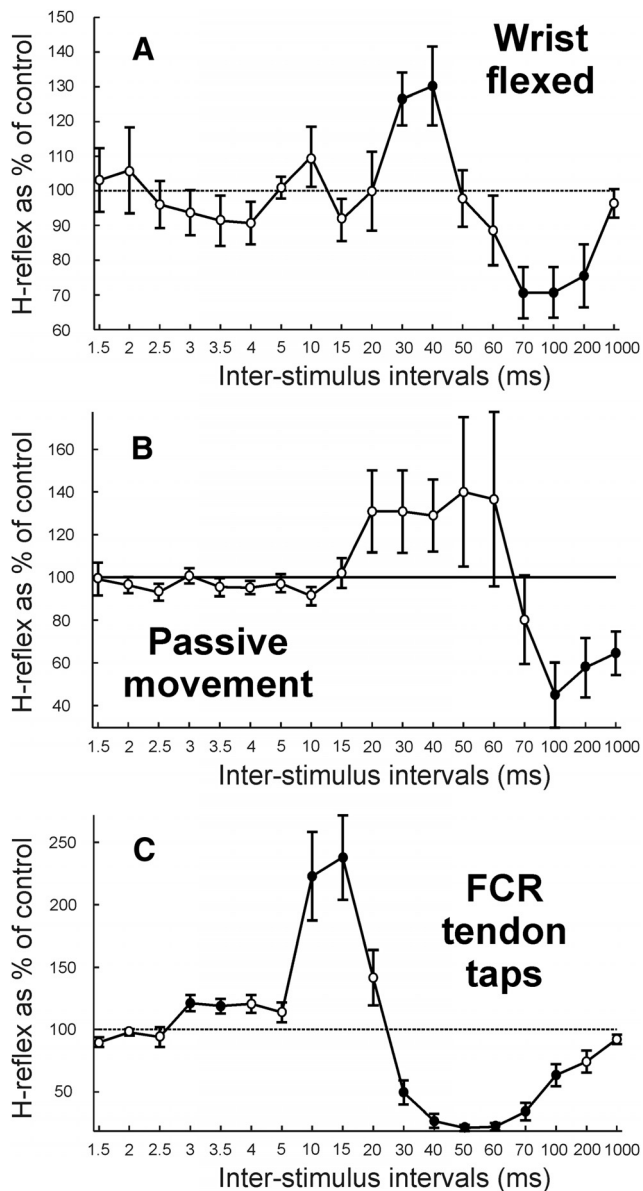 A
Wrist
flexed
H-reflex as % of control
150
140
130
120
110
100
90
80
70
60
1.5 2 2.5 3 3.5 4 5 10 15 20 30 40 50 60 70 100 200 1000
Inter-stimulus intervals (ms)
B
Passive
movement
H-reflex as % of control
160
140
120
100
80
60
40
1.5 2 2.5 3 3.5 4 5 10 15 20 30 40 50 60 70 100 200 1000
Inter-stimulus intervals (ms)
C
FCR
tendon
taps
H-reflex as % of control
250
200
150
100
50
1.5 2 2.5 3 3.5 4 5 10 15 20 30 40 50 60 70 100 200 1000
Inter-stimulus intervals (ms)